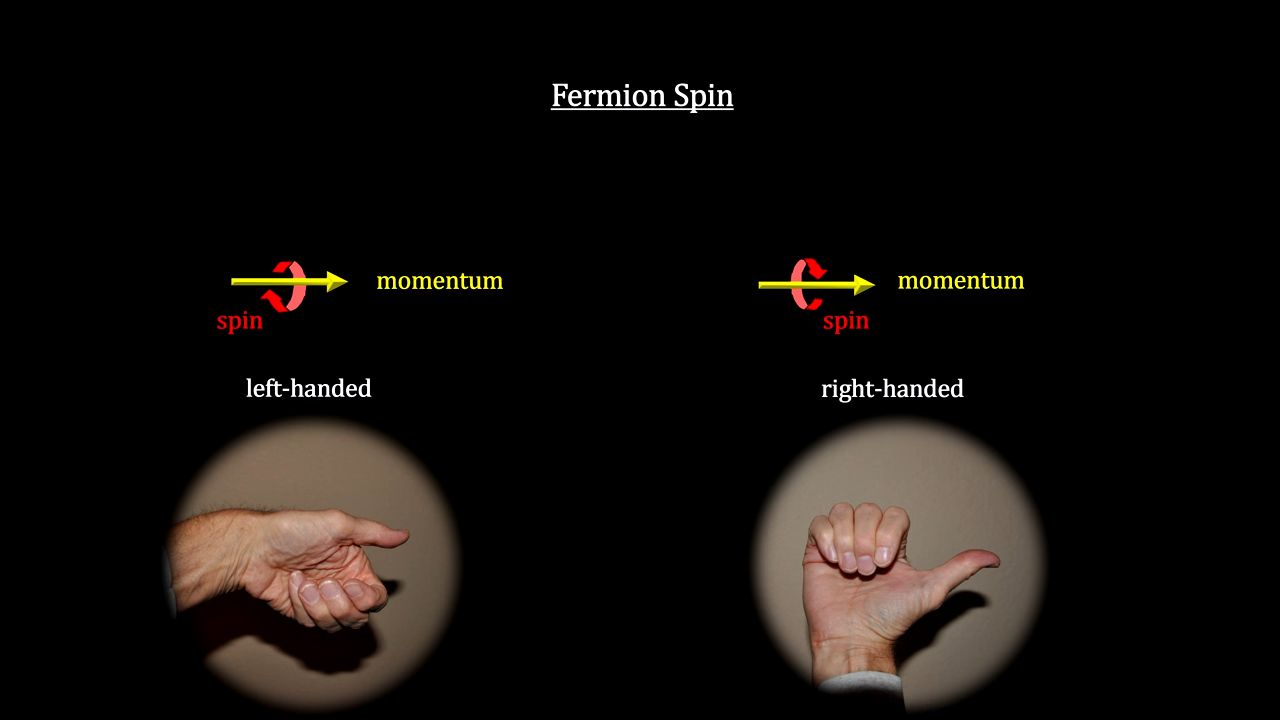 Fermion Spin
momentum
spin
left-handed
momentum
spin
right-handed